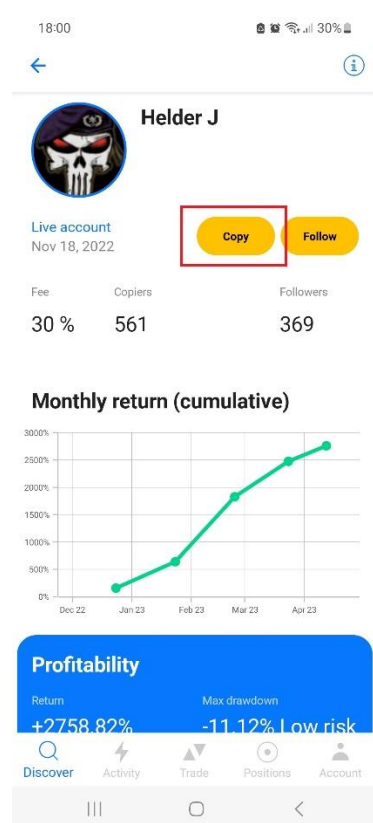 18:00 30%
Helder J
Live account
Nov 18, 2022
Copy Follow
Fee Copiers Followers
30 % 561 369
Monthly return (cumulative)
3000%
2500%
2000%
1500%
1000%
500%
0%
Dec 22 Jan 23 Feb 23 Mar 23 Apr 23
Profitability
Return Max drawdown
+2758.82% -11.12% Low risk
Discover Activity Trade Positions Account